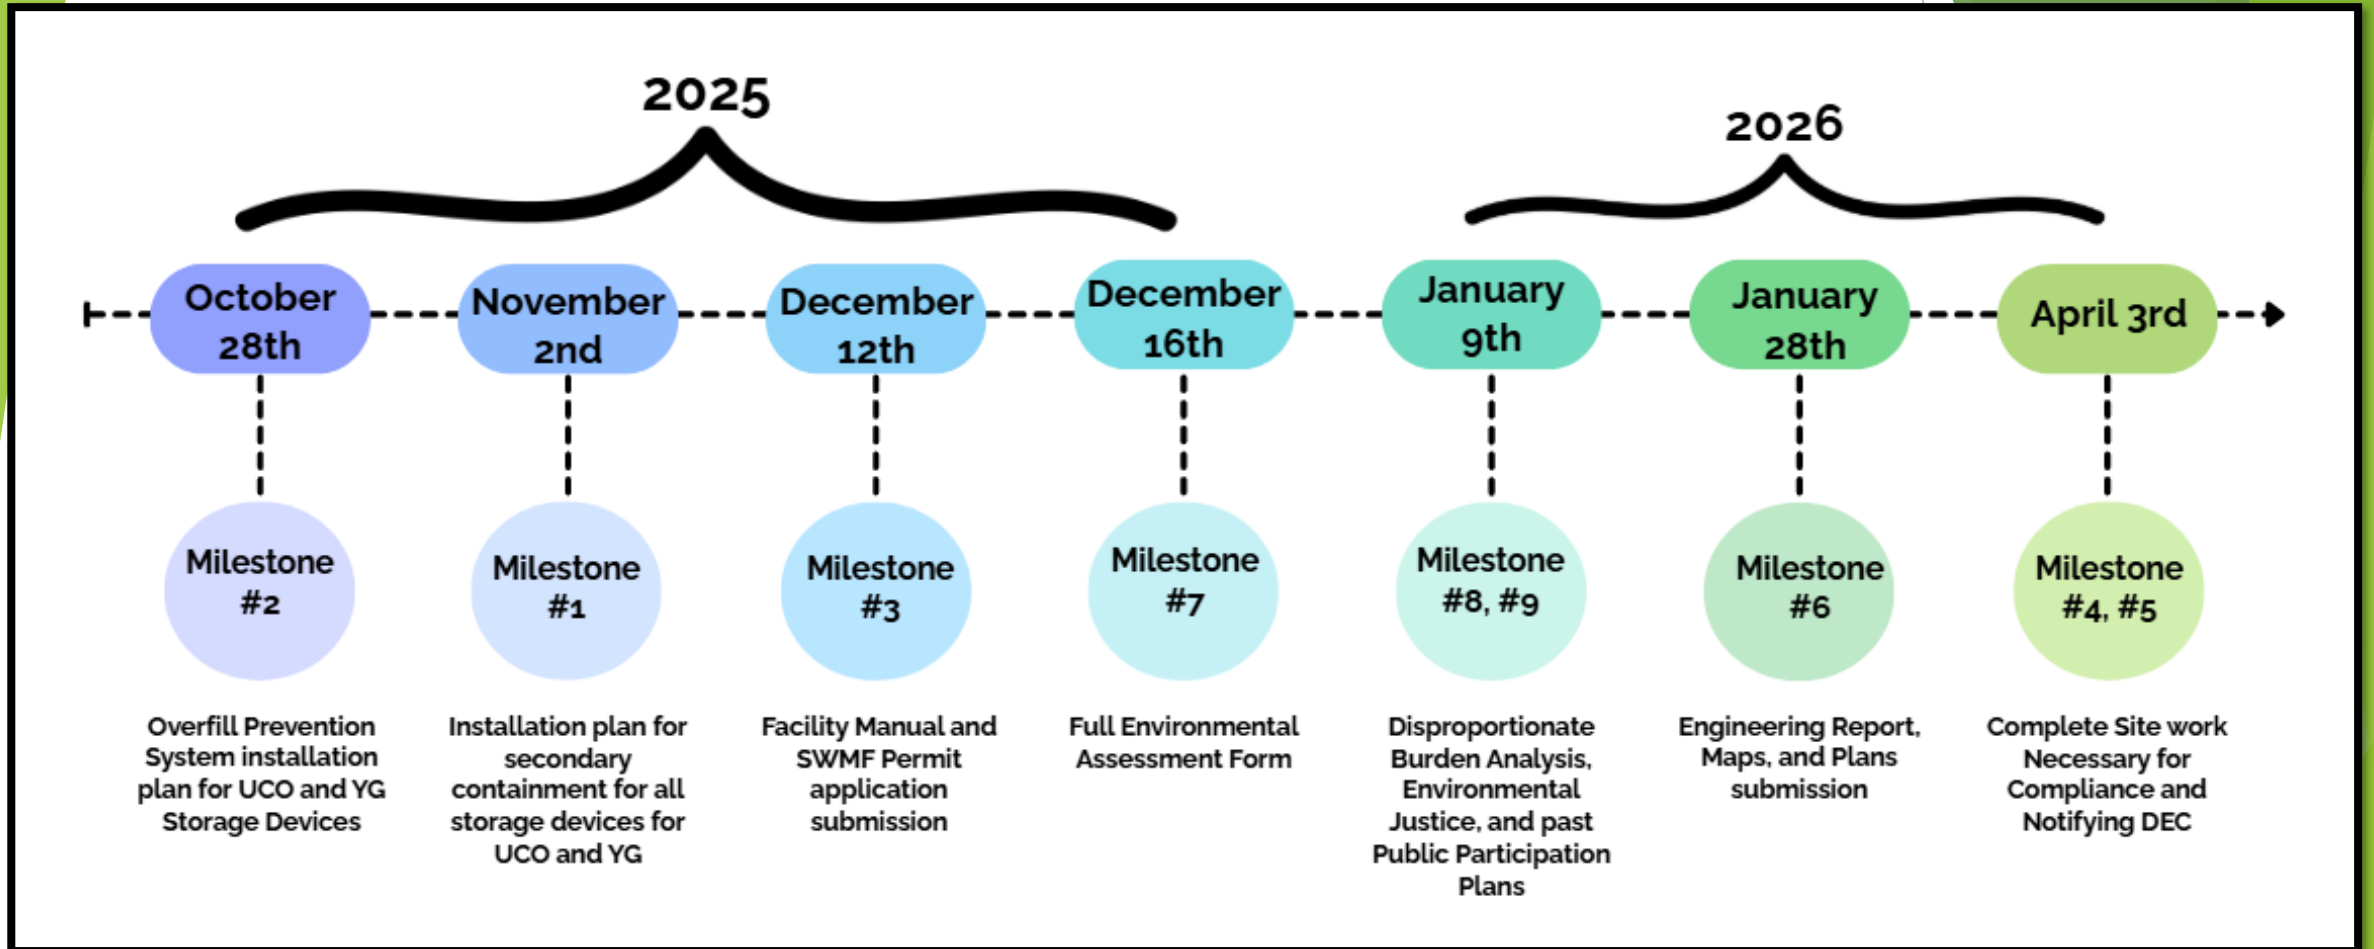 2025
2026
October
28th
November
2nd
December
12th
December
16th
January
9th
January
28th
April 3rd
Milestone
#2
Milestone
#1
Milestone
#3
Milestone
#7
Milestone
#8, #9
Milestone
#6
Milestone
#4, #5
Overfill Prevention
System installation
plan for UCO and YG
Storage Devices
Installation plan for
secondary
containment for all
storage devices for
UCO and YG
Facility Manual and
SWMF Permit
application
submission
Full Environmental
Assessment Form
Disproportionate
Burden Analysis,
Environmental
Justice, and past
Public Participation
Plans
Engineering Report,
Maps, and Plans
submission
Complete Site work
Necessary for
Compliance and
Notifying DEC